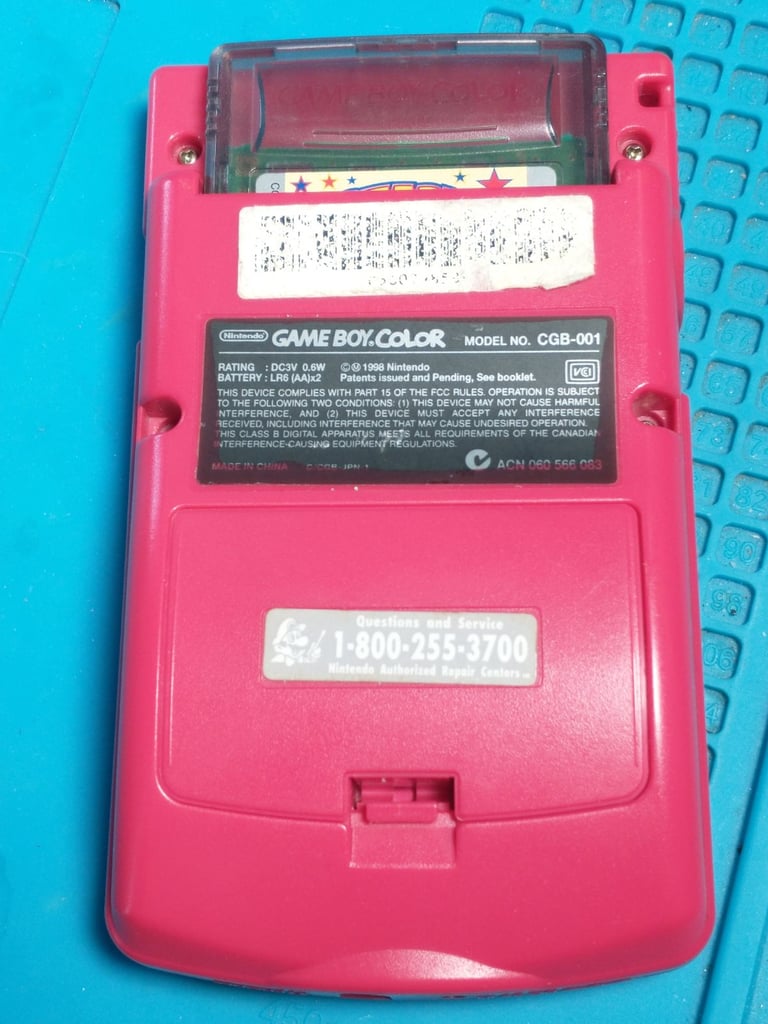 GAME BOY COLOR
Nintendo GAME BOY COLOR MODEL NO. CGB-001
RATING : DC3V 0.6W ©Ⓜ 1998 Nintendo
BATTERY : LR6 (AA)x2 Patents issued and Pending, See booklet.
THIS DEVICE COMPLIES WITH PART 15 OF THE FCC RULES. OPERATION IS SUBJECT
TO THE FOLLOWING TWO CONDITIONS: (1) THIS DEVICE MAY NOT CAUSE HARMFUL
INTERFERENCE, AND (2) THIS DEVICE MUST ACCEPT ANY INTERFERENCE
RECEIVED, INCLUDING INTERFERENCE THAT MAY CAUSE UNDESIRED OPERATION.
THIS CLASS B DIGITAL APPARATUS MEETS ALL REQUIREMENTS OF THE CANADIAN
INTERFERENCE-CAUSING EQUIPMENT REGULATIONS.
MADE IN CHINA ACN 060 566 083
Questions and Service
1-800-255-3700
Nintendo Authorized Repair Centers
82
90
98